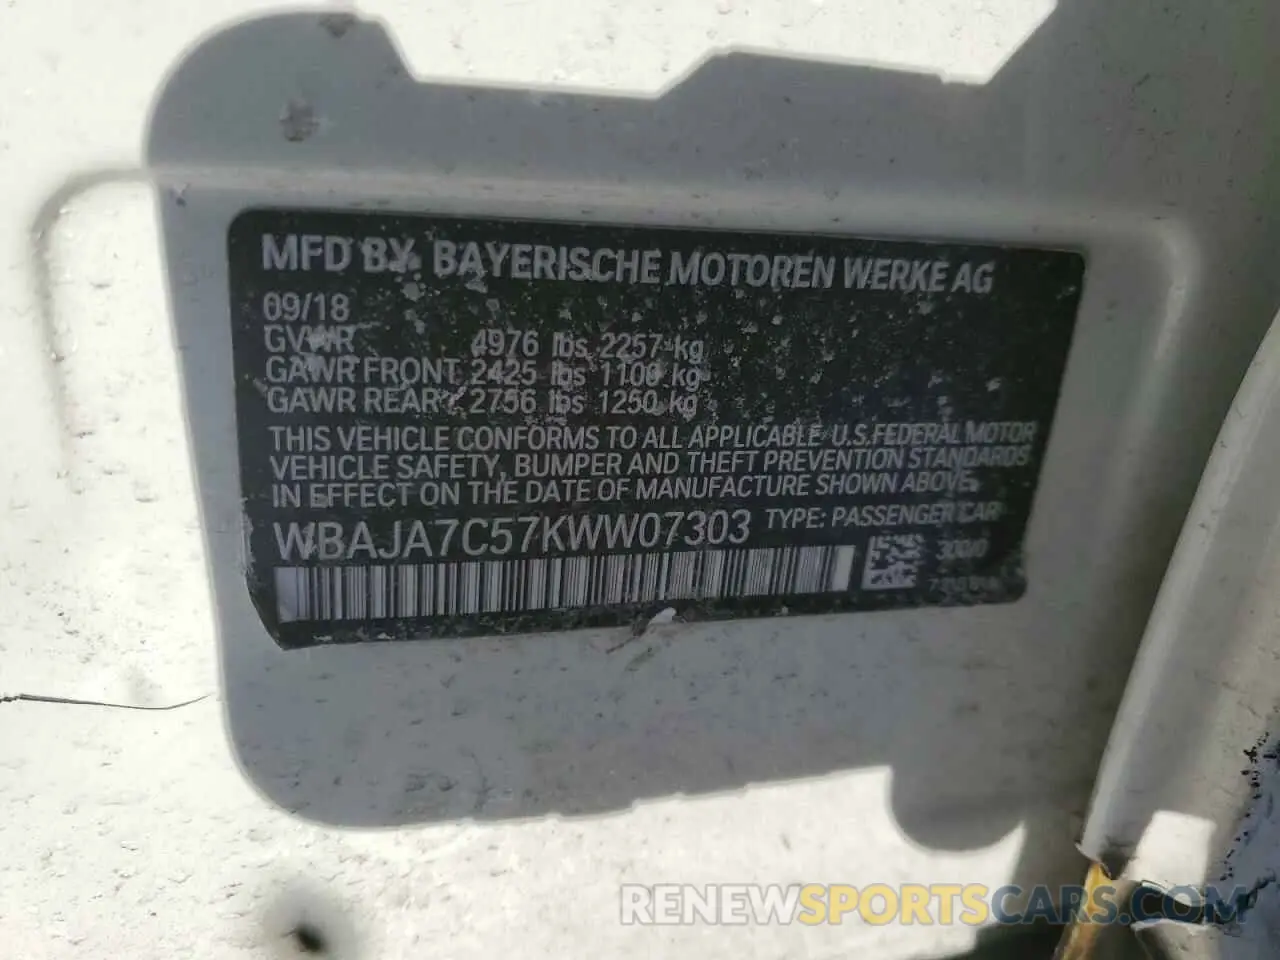 MFD BY. BAYERISCHE MOTOREN WERKE AG
09/18
GVWR 4976 lbs 2257 kg
GAWR FRONT 2425 lbs 1100 kg
GAWR REAR 2756 lbs 1250 kg
THIS VEHICLE CONFORMS TO ALL APPLICABLE U.S.FEDERAL MOTOR
VEHICLE SAFETY, BUMPER AND THEFT PREVENTION STANDARDS
IN EFFECT ON THE DATE OF MANUFACTURE SHOWN ABOVE.
WBAJA7C57KWW07303 TYPE: PASSENGER CAR
300/0
RENEWSPORTSCARS.COM